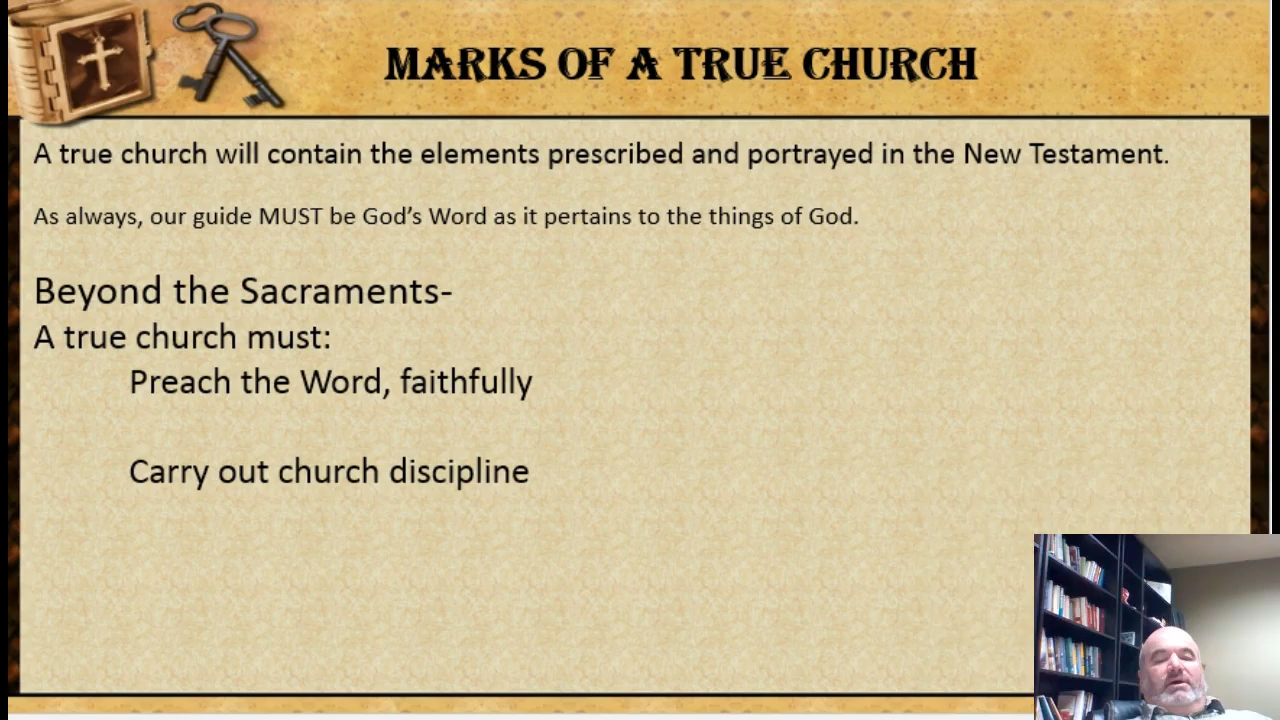 MARKS OF A TRUE CHURCH
A true church will contain the elements prescribed and portrayed in the New Testament.
As always, our guide MUST be God’s Word as it pertains to the things of God.
Beyond the Sacraments-
A true church must:
Preach the Word, faithfully
Carry out church discipline